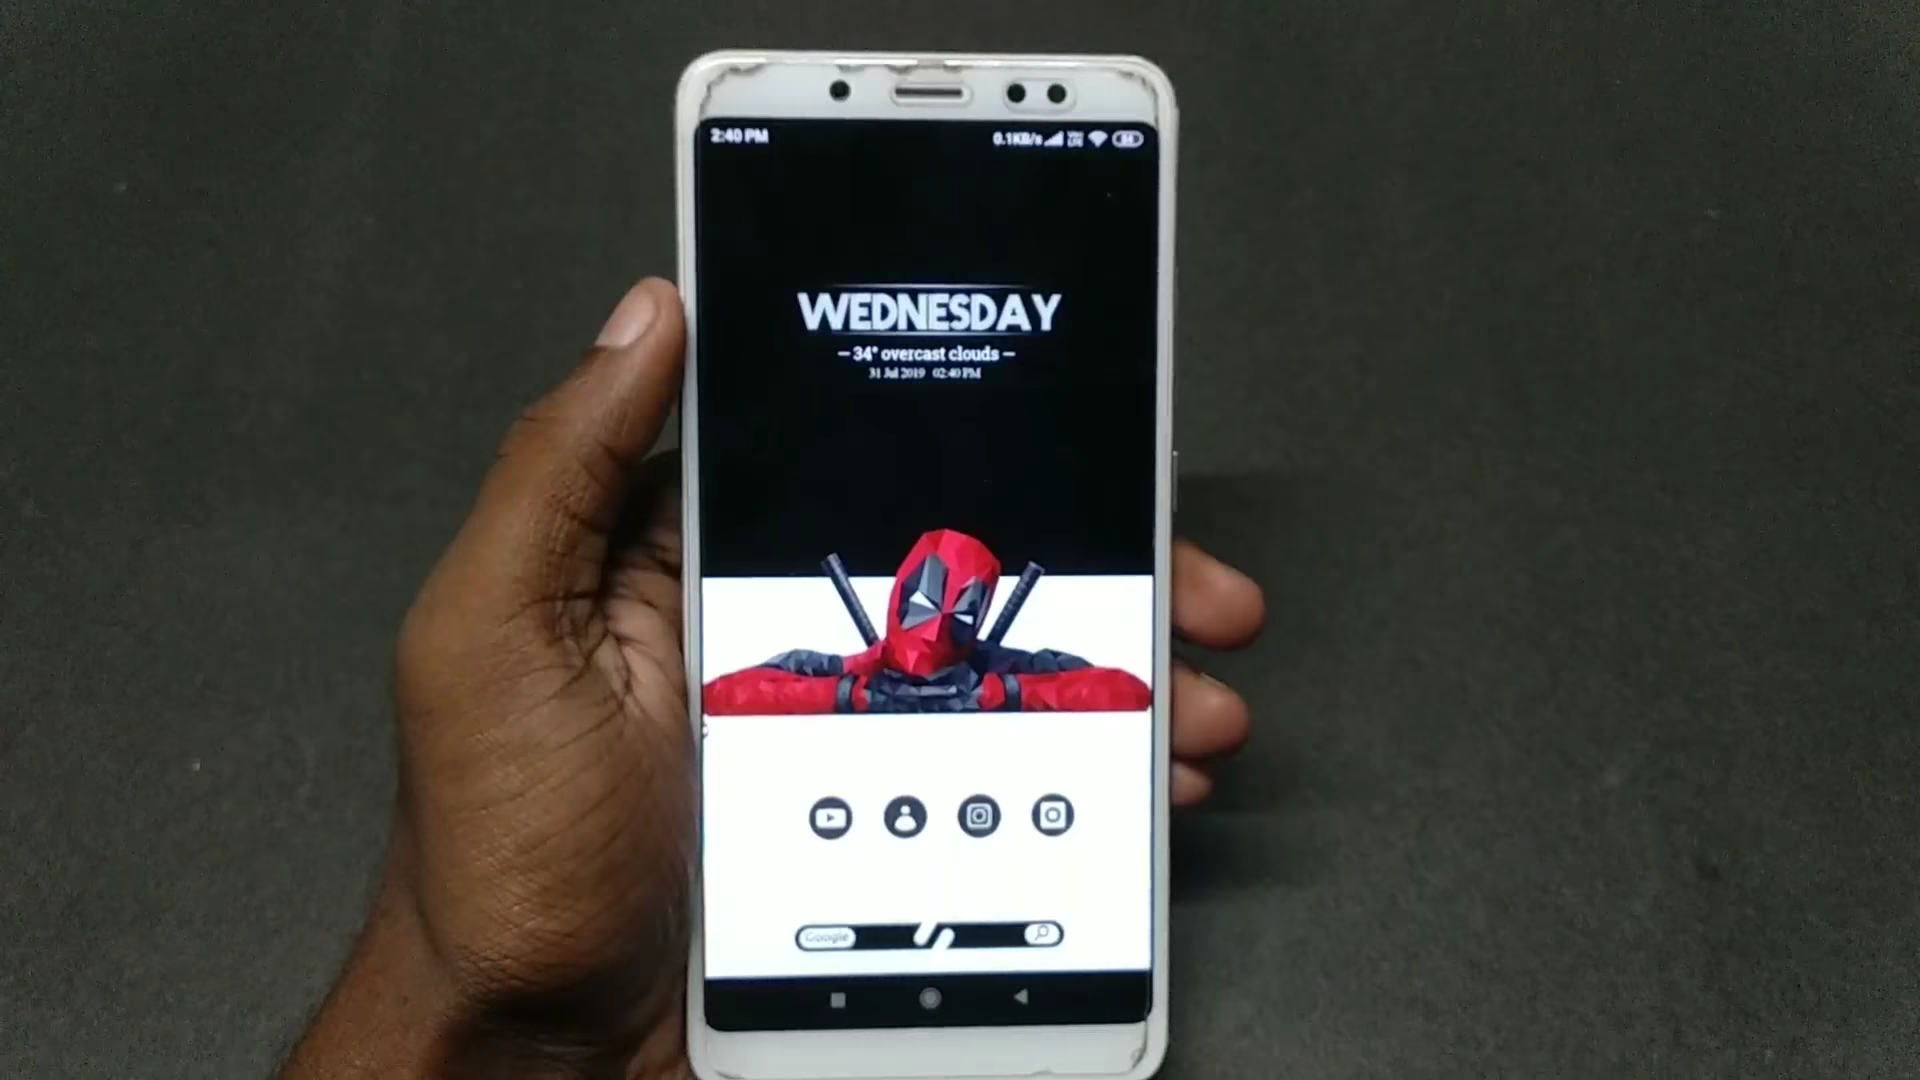 2:40 PM
0.1KB/s
WEDNESDAY
– 34° overcast clouds –
31 Jul 2019 02:40 PM
Google